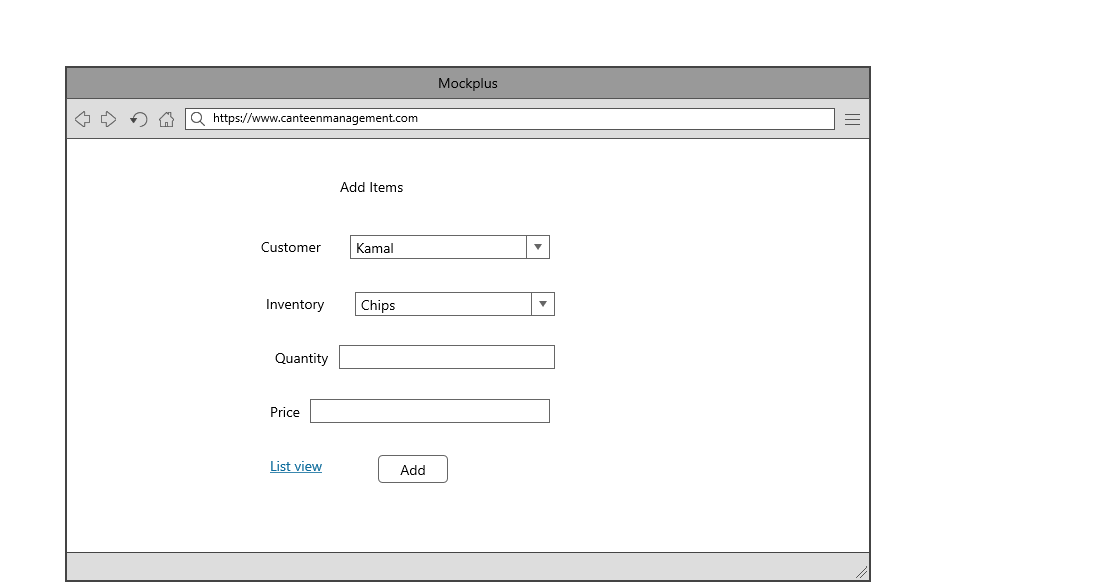 Mockplus
https://www.canteenmanagement.com
Add Items
Customer
Kamal
Inventory
Chips
Quantity
Price
List view
Add